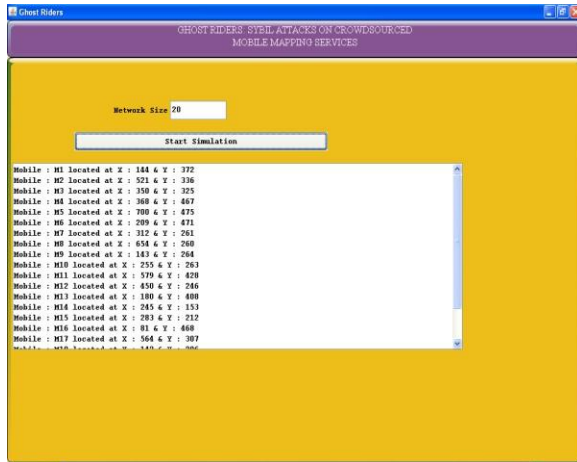 Ghost Riders
GHOST RIDERS: SYBIL ATTACKS ON CROWDSOURCED
MOBILE MAPPING SERVICES
Network Size 20
Start Simulation
Mobile : M1 located at X : 144 & Y : 372
Mobile : M2 located at X : 521 & Y : 336
Mobile : M3 located at X : 350 & Y : 325
Mobile : M4 located at X : 368 & Y : 467
Mobile : M5 located at X : 700 & Y : 475
Mobile : M6 located at X : 209 & Y : 471
Mobile : M7 located at X : 312 & Y : 261
Mobile : M8 located at X : 654 & Y : 260
Mobile : M9 located at X : 143 & Y : 264
Mobile : M10 located at X : 255 & Y : 263
Mobile : M11 located at X : 579 & Y : 428
Mobile : M12 located at X : 450 & Y : 246
Mobile : M13 located at X : 180 & Y : 408
Mobile : M14 located at X : 245 & Y : 153
Mobile : M15 located at X : 283 & Y : 212
Mobile : M16 located at X : 81 & Y : 460
Mobile : M17 located at X : 564 & Y : 307
Mobile : M18 located at X :